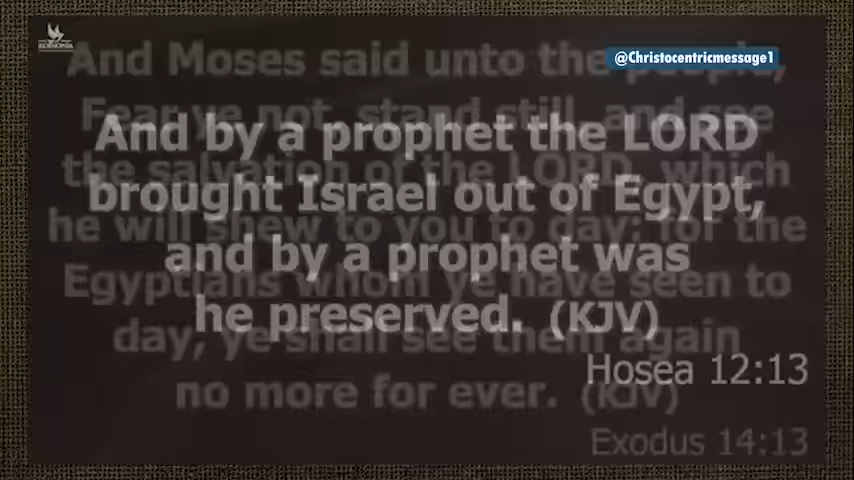 @Christocentricmessage1
And by a prophet the LORD
brought Israel out of Egypt,
and by a prophet was
he preserved. (KJV)
Hosea 12:13
And Moses said unto the people,
Fear ye not, stand still, and see
the salvation of the LORD, which
he will shew to you to day: for the
Egyptians whom ye have seen to
day, ye shall see them again
no more for ever. (KJV)
Exodus 14:13